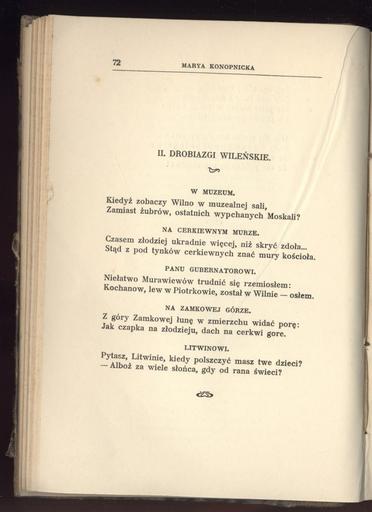 72
MARYA KONOPNICKA
II. DROBIAZGI WILEŃSKIE.
W MUZEUM.
Kiedyż zobaczy Wilno w muzealnej sali,
Zamiast żubrów, ostatnich wypchanych Moskali?
NA CERKIEWNYM MURZE.
Czasem złodziej ukradnie więcej, niż skryć zdoła...
Stąd z pod tynków cerkiewnych znać mury kościoła.
PANU GUBERNATOROWI.
Niełatwo Murawiewów trudnić się rzemiosłem:
Kochanow, lew w Piotrkowie, został w Wilnie — osłem.
NA ZAMKOWEJ GÓRZE.
Z góry Zamkowej łunę w zmierzchu widać porę:
Jak czapka na złodzieju, dach na cerkwi gore.
LITWINOWI.
Pytasz, Litwinie, kiedy polszczyć masz twe dzieci?
— Alboż za wiele słońca, gdy od rana świeci?